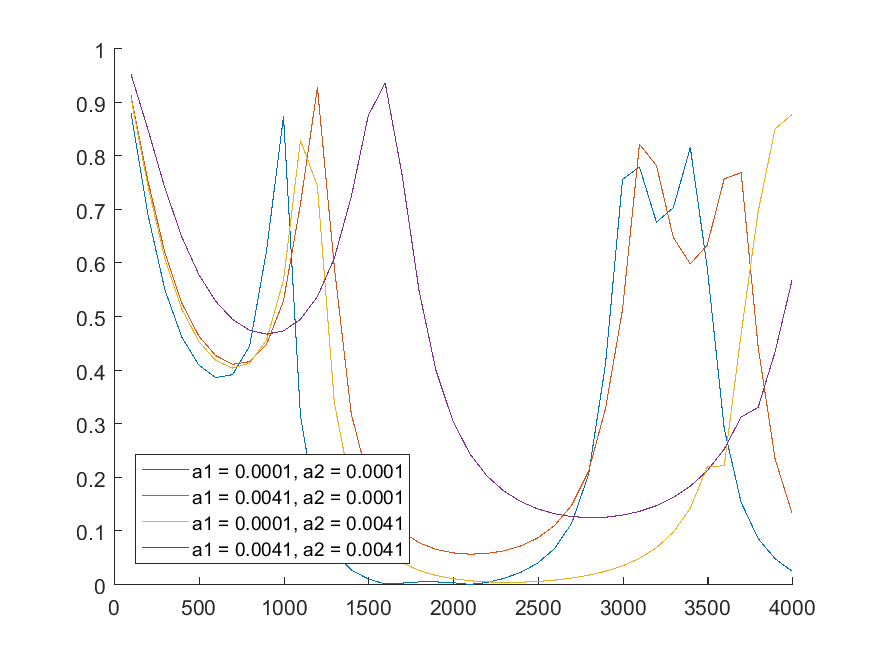 1
0.9
0.8
0.7
0.6
0.5
0.4
0.3
0.2
0.1
0
a1 = 0.0001, a2 = 0.0001
a1 = 0.0041, a2 = 0.0001
a1 = 0.0001, a2 = 0.0041
a1 = 0.0041, a2 = 0.0041
0 500 1000 1500 2000 2500 3000 3500 4000